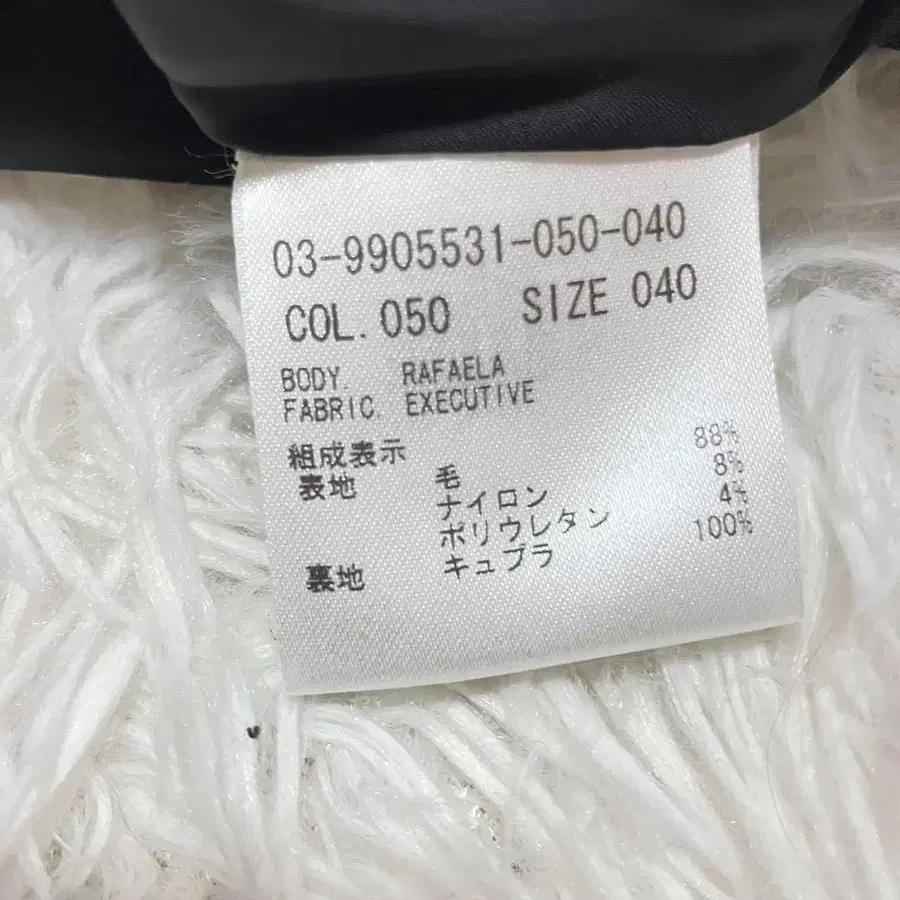 03-9905531-050-040
COL. 050 SIZE 040
BODY. RAFAELA
FABRIC. EXECUTIVE
組成表示
表地 毛 88%
ナイロン 8%
ポリウレタン 4%
裏地 キュプラ 100%